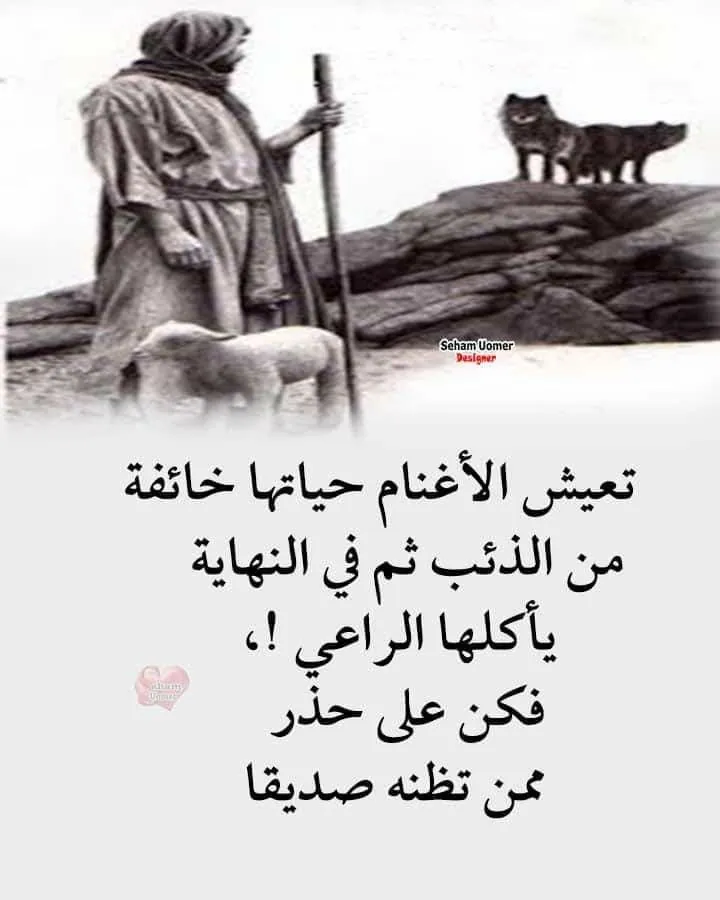 Seham Uomer
Designer
تعيش الأغنام حياتها خائفة
من الذئب ثم في النهاية
يأكلها الراعي !،
فكن على حذر
ممن تظنه صديقا
Uomer